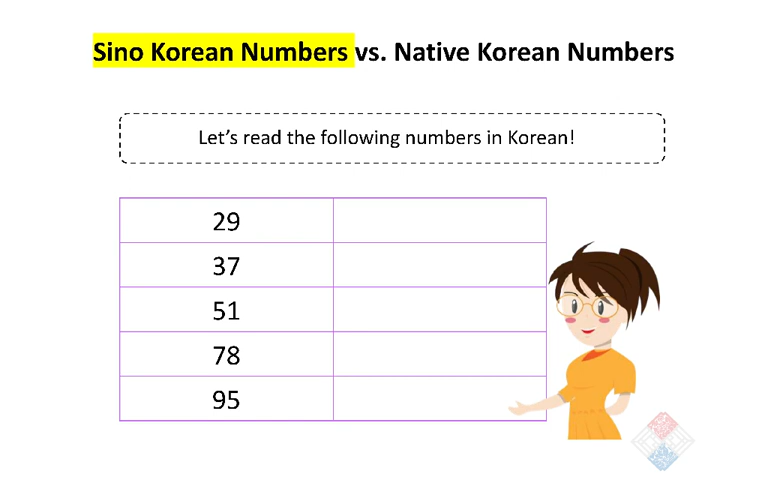 Sino Korean Numbers vs. Native Korean Numbers
Let's read the following numbers in Korean!
29
37
51
78
95